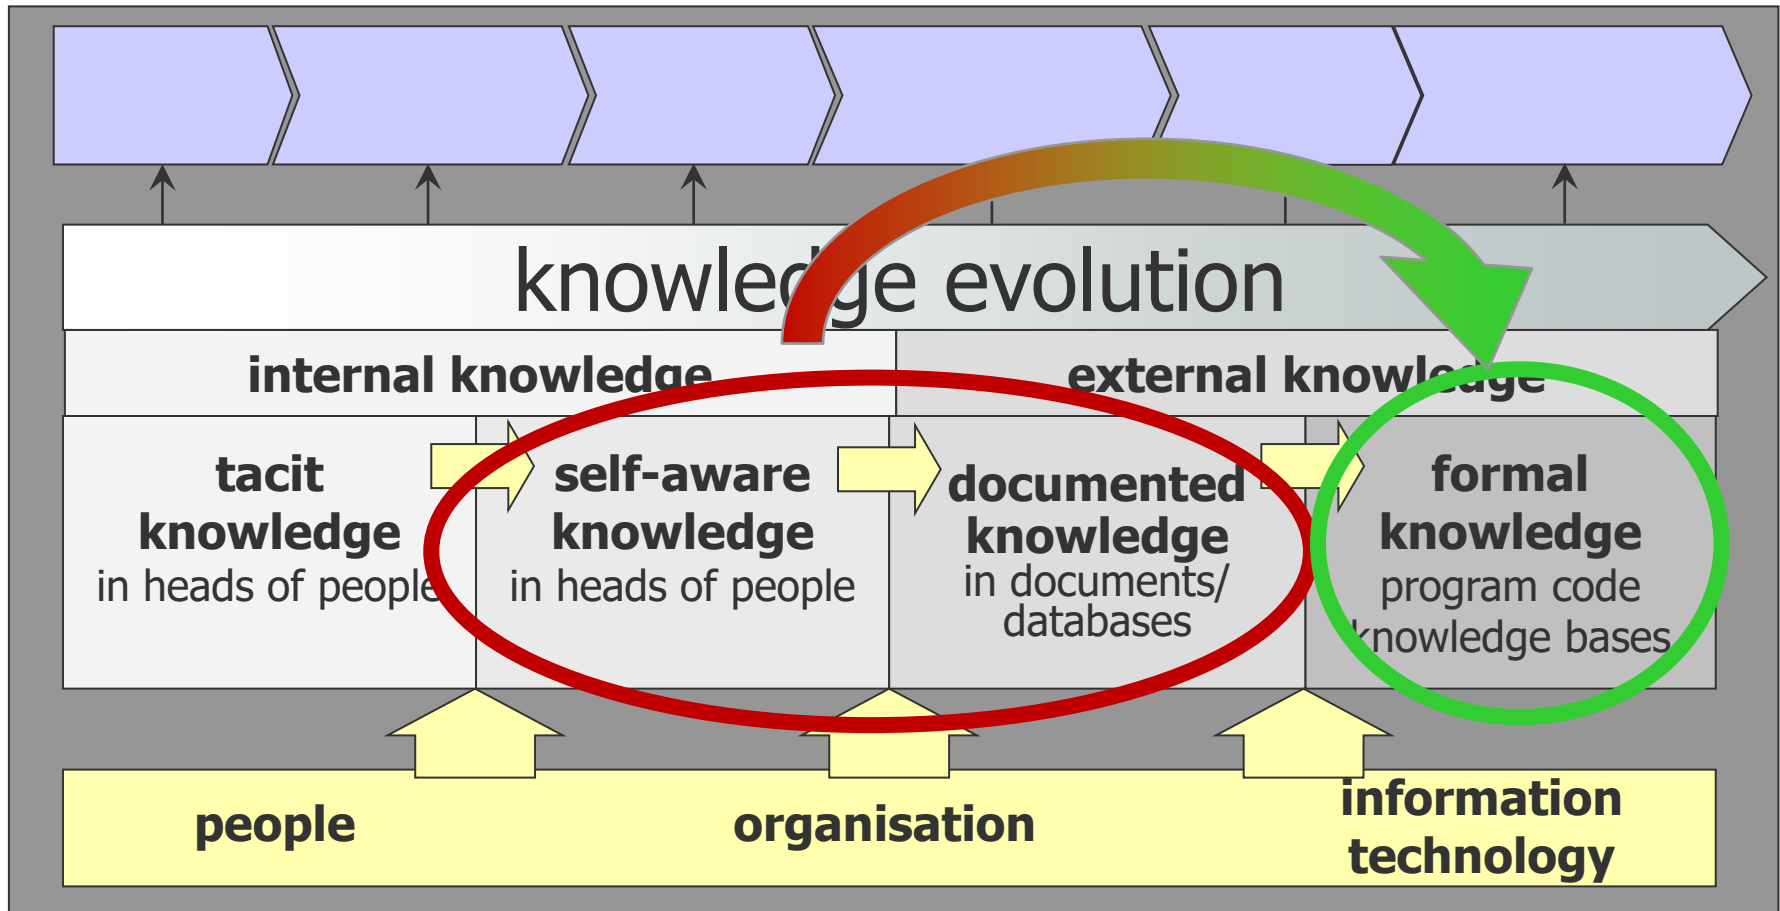 knowledge evolution
internal knowledge
external knowledge
tacit
knowledge
in heads of people
self-aware
knowledge
in heads of people
documented
knowledge
in documents/
databases
formal
knowledge
program code
knowledge bases
people
organisation
information
technology